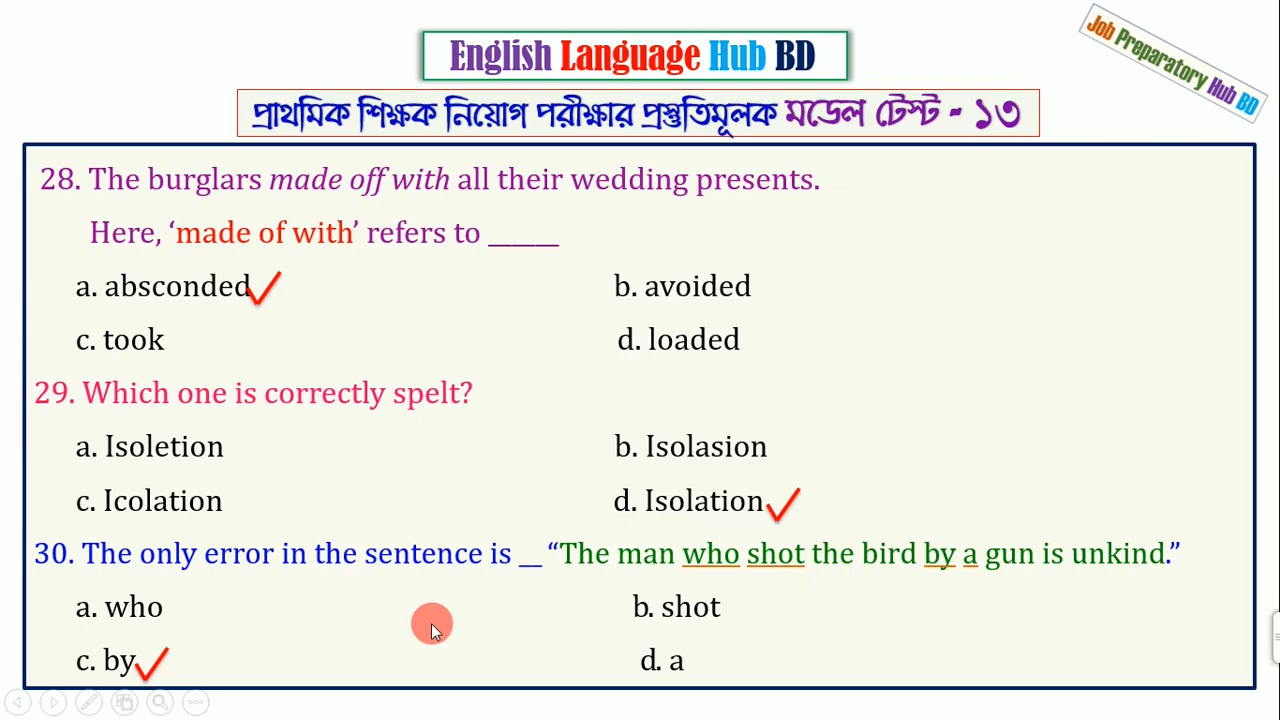 English Language Hub BD
Job Preparatory Hub BD
প্রাথমিক শিক্ষক নিয়োগ পরীক্ষার প্রস্তুতিমূলক মডেল টেস্ট - ১৩
28. The burglars made off with all their wedding presents.
Here, ‘made of with’ refers to ______
a. absconded b. avoided
c. took d. loaded
29. Which one is correctly spelt?
a. Isoletion b. Isolasion
c. Icolation d. Isolation
30. The only error in the sentence is __ “The man who shot the bird by a gun is unkind.”
a. who b. shot
c. by d. a